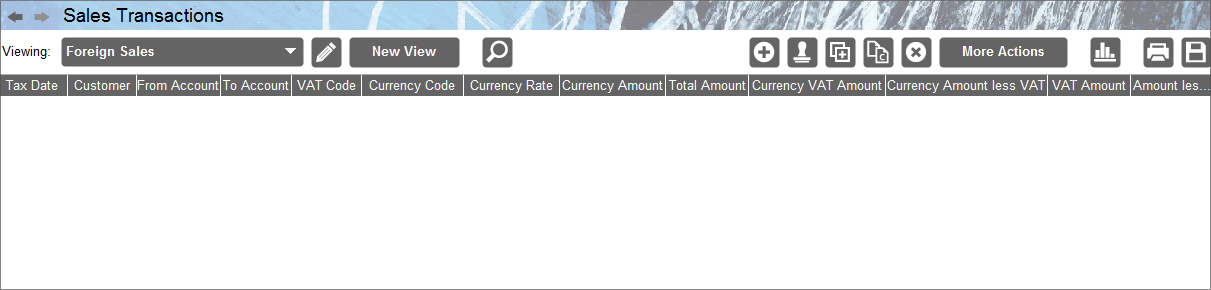 Sales Transactions
Viewing: Foreign Sales New View More Actions
Tax Date Customer From Account To Account VAT Code Currency Code Currency Rate Currency Amount Total Amount Currency VAT Amount Currency Amount less VAT VAT Amount Amount les...